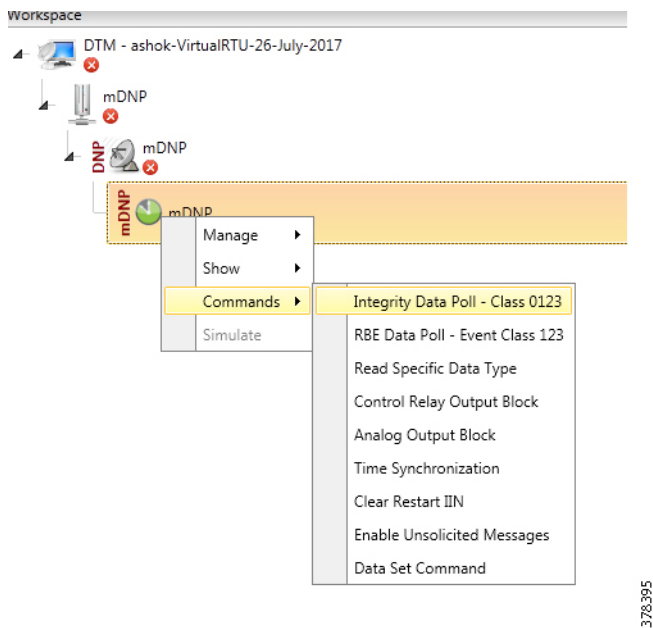 Workspace
DTM - ashok-VirtualRTU-26-July-2017
mDNP
DNP
mDNP
mDNP
mDNP
Manage
Show
Commands
Integrity Data Poll - Class 0123
Simulate
RBE Data Poll - Event Class 123
Read Specific Data Type
Control Relay Output Block
Analog Output Block
Time Synchronization
Clear Restart IIN
Enable Unsolicited Messages
Data Set Command
378395